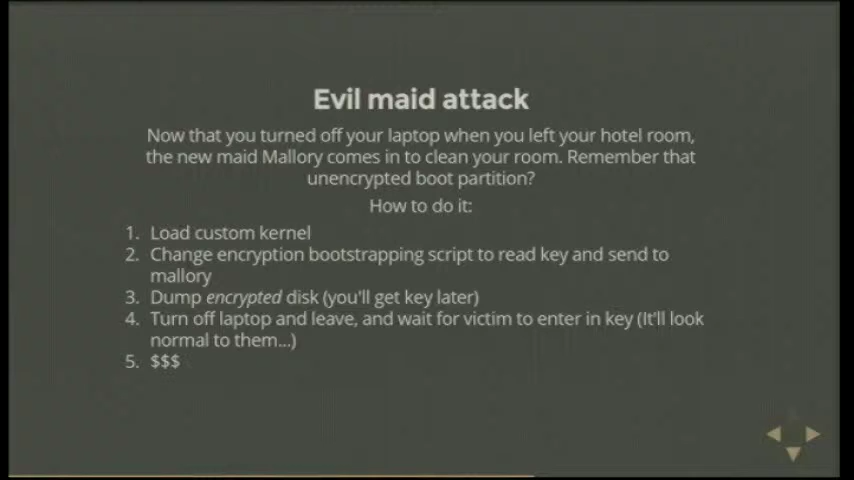 Evil maid attack
Now that you turned off your laptop when you left your hotel room,
the new maid Mallory comes in to clean your room. Remember that
unencrypted boot partition?
How to do it:
1. Load custom kernel
2. Change encryption bootstrapping script to read key and send to
mallory
3. Dump encrypted disk (you'll get key later)
4. Turn off laptop and leave, and wait for victim to enter in key (It'll look
normal to them...)
5. $$$